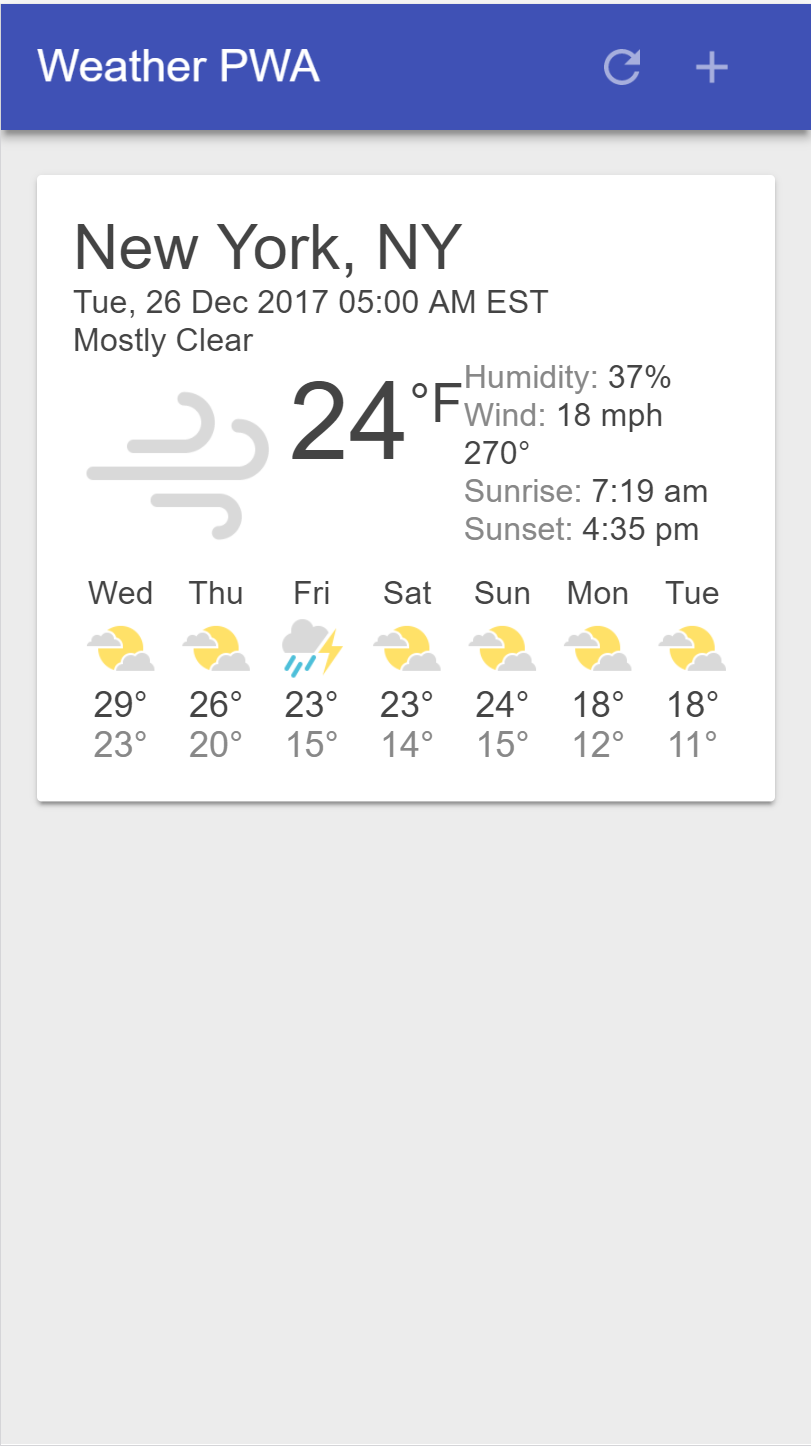 Weather PWA
New York, NY
Tue, 26 Dec 2017 05:00 AM EST
Mostly Clear
24°F
Humidity: 37%
Wind: 18 mph
270°
Sunrise: 7:19 am
Sunset: 4:35 pm
Wed Thu Fri Sat Sun Mon Tue
29° 26° 23° 23° 24° 18° 18°
23° 20° 15° 14° 15° 12° 11°